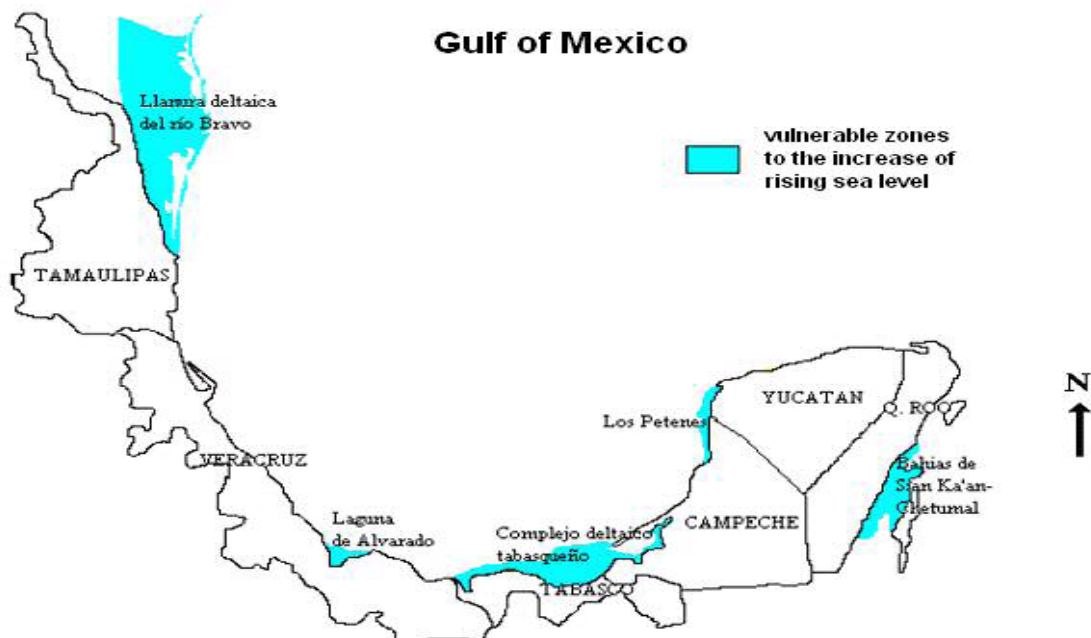 Gulf of Mexico
Llanura deltaica
del río Bravo
vulnerable zones
to the increase of
rising sea level
TAMAULIPAS
N
YUCATAN
Q. ROO
Los Petenes
VERACRUZ
Bahias de
Sian Ka'an-
Chetumal
Laguna
de Alvarado
Complejo deltaico
tabasqueño
CAMPECHE
TABASCO